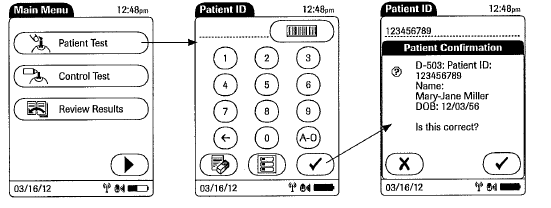 Main Menu 12:48pm
Patient Test
Control Test
Review Results
03/16/12
Patient ID 12:48pm
1 2 3
4 5 6
7 8 9
← 0 A-O
03/16/12
Patient ID 12:48pm
123456789
Patient Confirmation
D-503: Patient ID:
123456789
Name:
Mary-Jane Miller
DOB: 12/03/56
Is this correct?
03/16/12